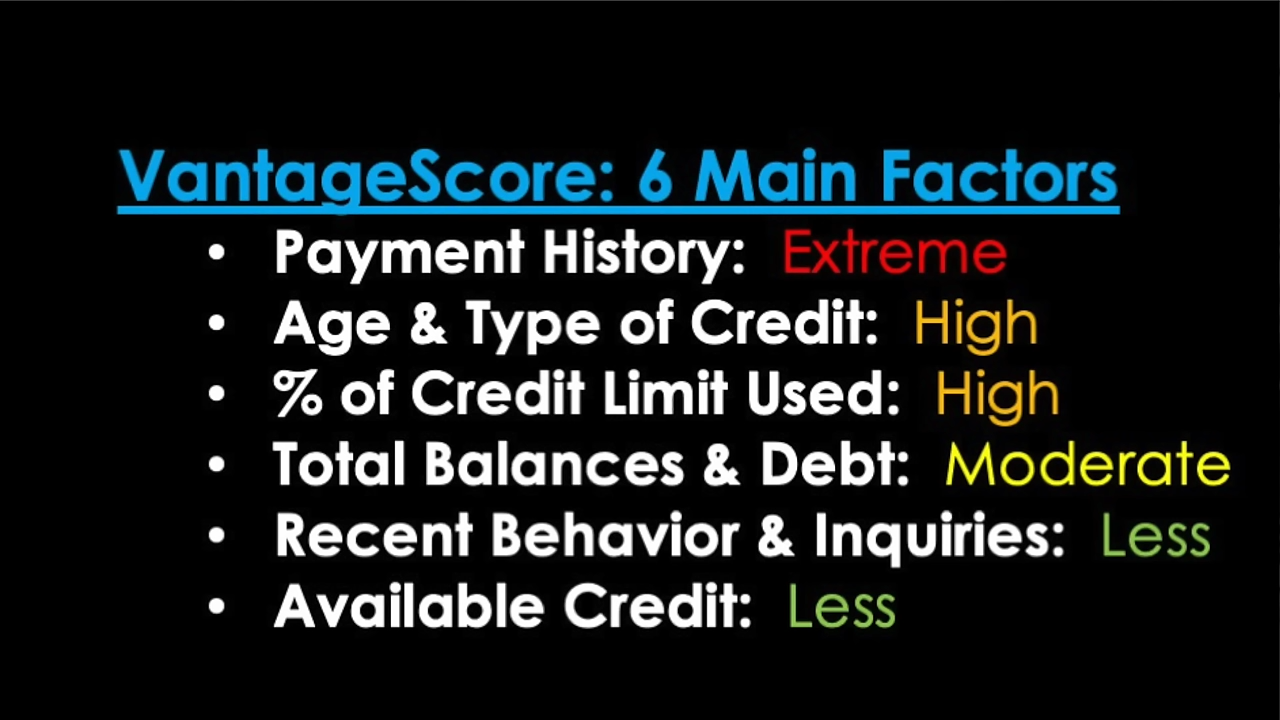 VantageScore: 6 Main Factors
• Payment History: Extreme
• Age & Type of Credit: High
• % of Credit Limit Used: High
• Total Balances & Debt: Moderate
• Recent Behavior & Inquiries: Less
• Available Credit: Less